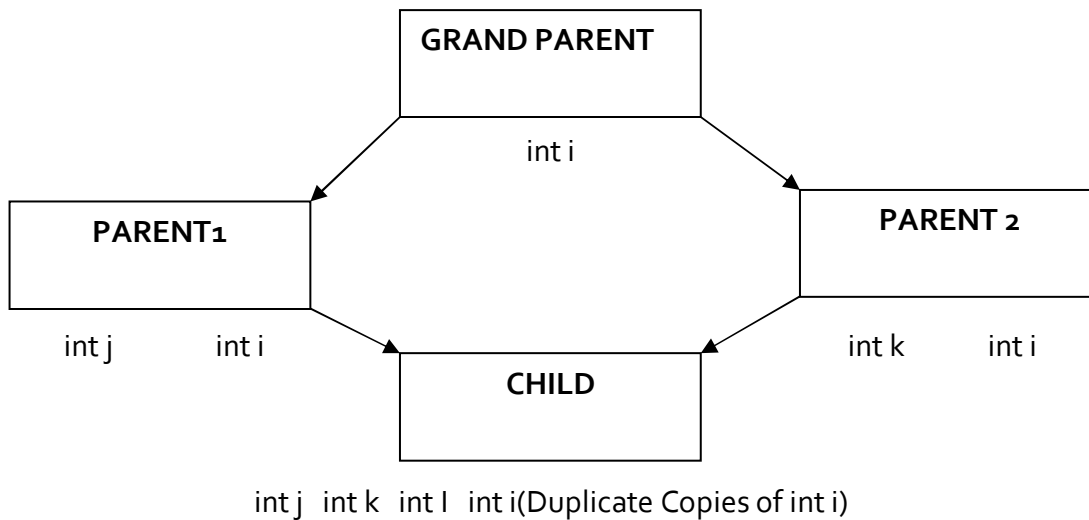 GRAND PARENT
int i
PARENT1
PARENT 2
int j int i
int k int i
CHILD
int j int k int I int i(Duplicate Copies of int i)